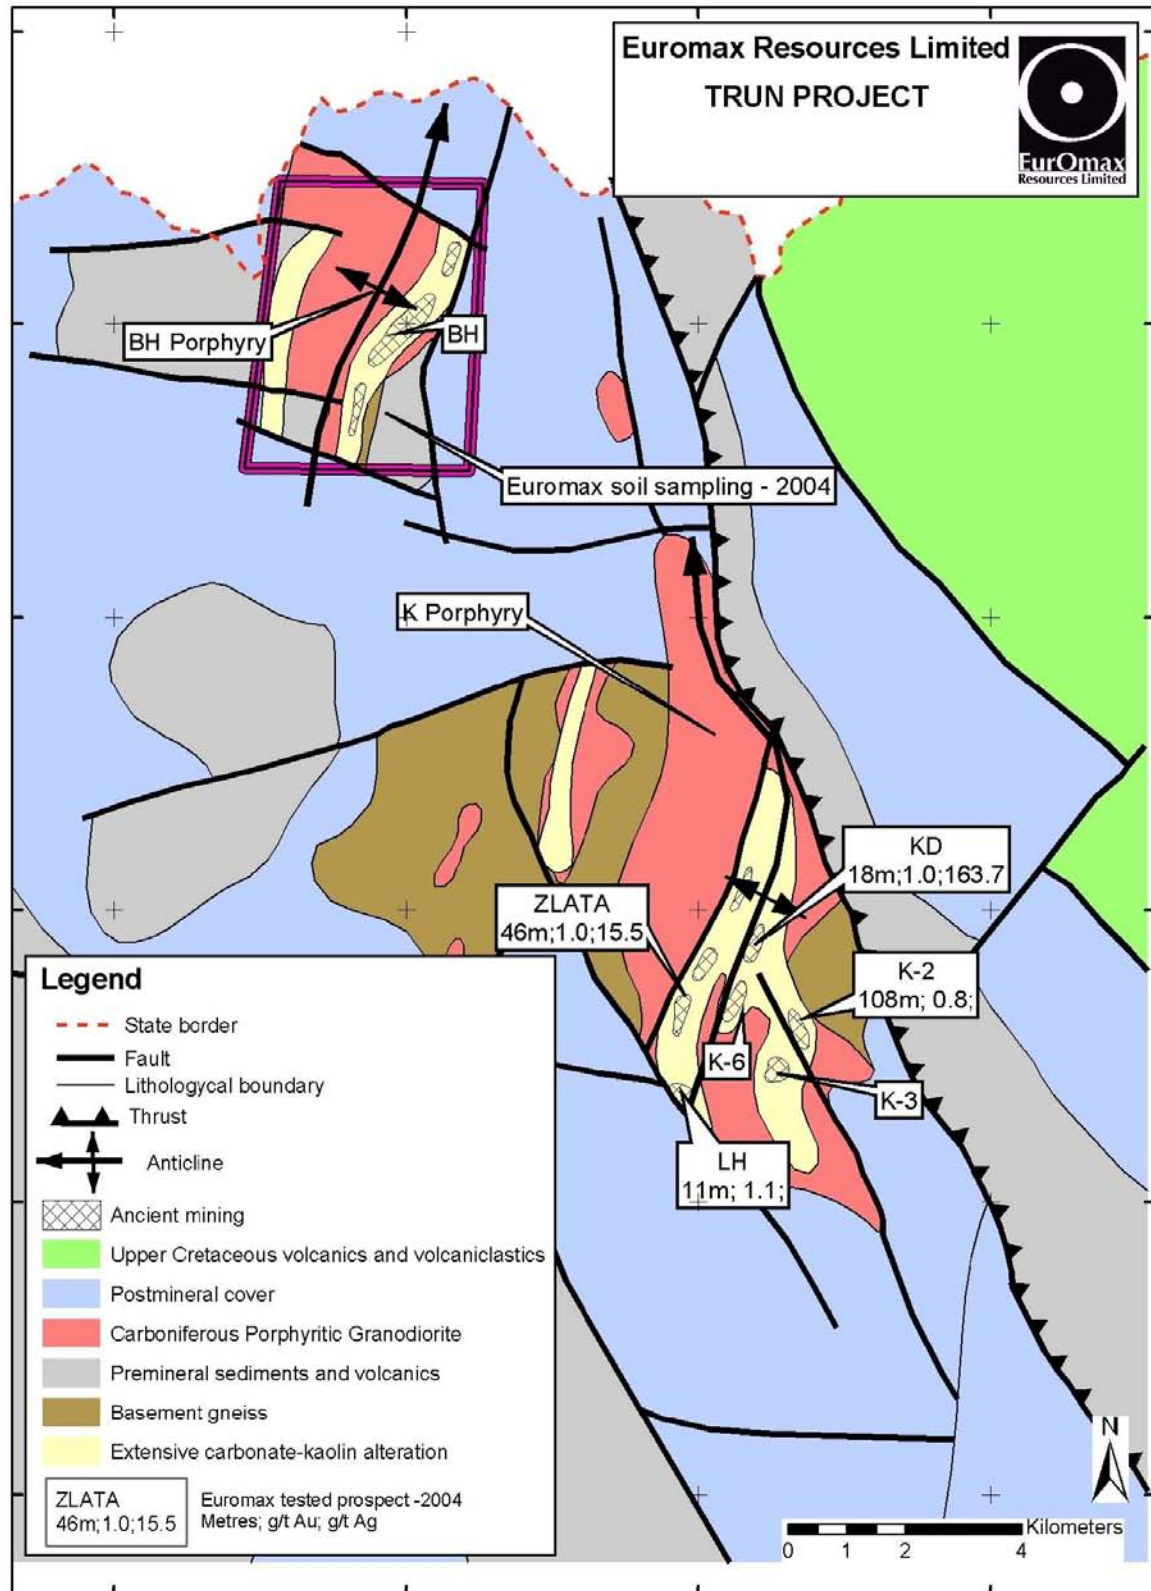 Euromax Resources Limited
TRUN PROJECT
EurOmax
Resources Limited
BH Porphyry
BH
Euromax soil sampling - 2004
K Porphyry
KD
18m;1.0;163.7
ZLATA
46m;1.0;15.5
K-2
108m; 0.8;
K-6
K-3
LH
11m; 1.1;
Legend
State border
Fault
Lithologycal boundary
Thrust
Anticline
Ancient mining
Upper Cretaceous volcanics and volcaniclastics
Postmineral cover
Carboniferous Porphyritic Granodiorite
Premineral sediments and volcanics
Basement gneiss
Extensive carbonate-kaolin alteration
ZLATA
46m;1.0;15.5
Euromax tested prospect -2004
Metres; g/t Au; g/t Ag
N
Kilometers
0 1 2 4